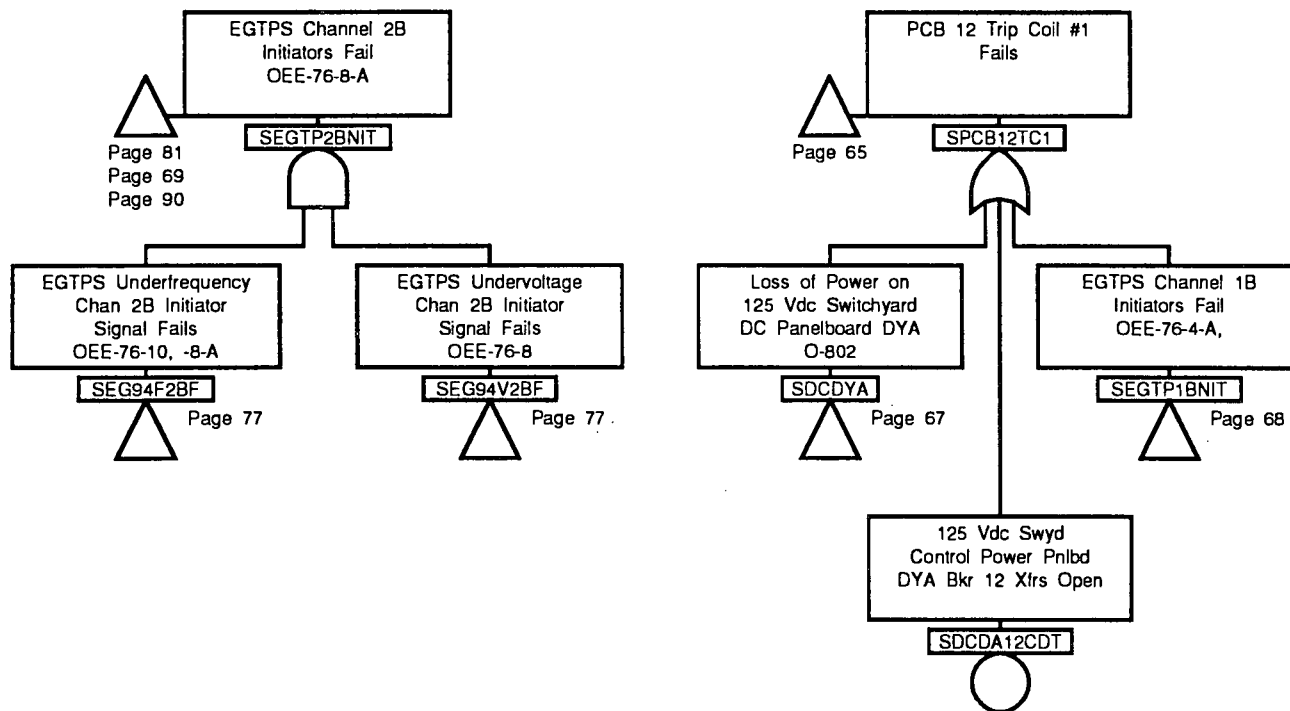 EGTPS Channel 2B
Initiators Fail
OEE-76-8-A
SEGTP2BNIT
Page 81
Page 69
Page 90
EGTPS Underfrequency
Chan 2B Initiator
Signal Fails
OEE-76-10, -8-A
SEG94F2BF
Page 77
EGTPS Undervoltage
Chan 2B Initiator
Signal Fails
OEE-76-8
SEG94V2BF
Page 77
PCB 12 Trip Coil #1
Fails
SPCB12TC1
Page 65
Loss of Power on
125 Vdc Switchyard
DC Panelboard DYA
O-802
SDCDYA
Page 67
EGTPS Channel 1B
Initiators Fail
OEE-76-4-A,
SEGTP1BNIT
Page 68
125 Vdc Swyd
Control Power Pnlbd
DYA Bkr 12 Xfrs Open
SDCDA12CDT